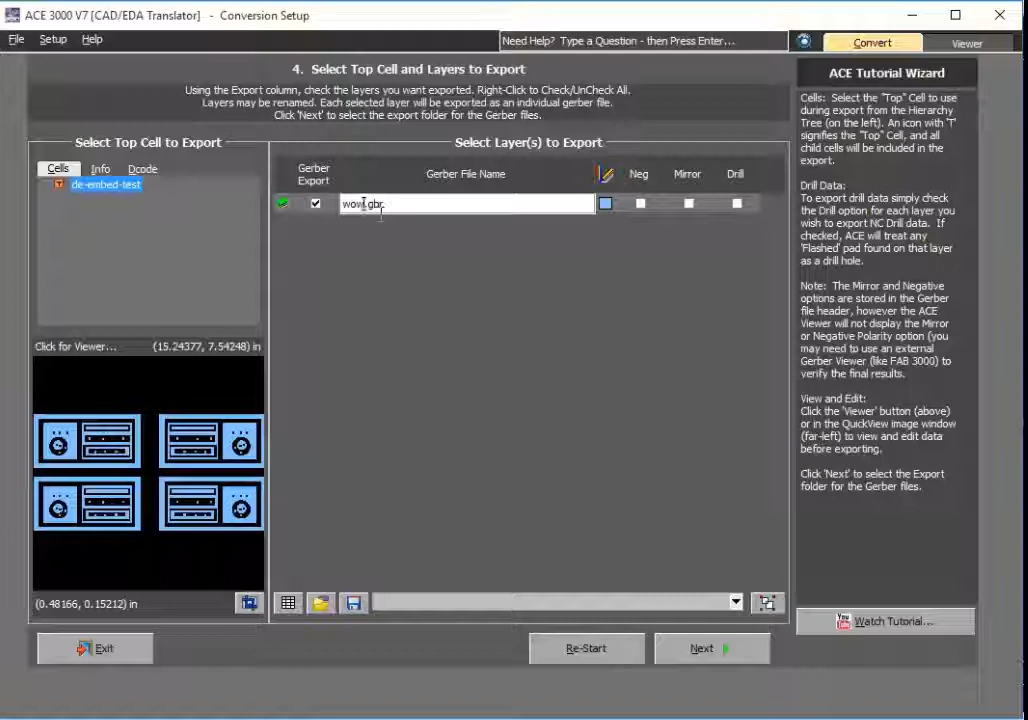 ACE 3000 V7 [CAD/EDA Translator] - Conversion Setup
File Setup Help
Need Help? Type a Question - then Press Enter...
Convert
Viewer
4. Select Top Cell and Layers to Export
Using the Export column, check the layers you want exported. Right-Click to Check/UnCheck All.
Layers may be renamed. Each selected layer will be exported as an individual gerber file.
Click 'Next' to select the export folder for the Gerber files.
Select Top Cell to Export
Cells Info Dcode
T de-embed-test
Click for Viewer... (15.24377, 7.54248) in
(0.48166, 0.15212) in
Select Layer(s) to Export
Gerber
Export
Gerber File Name
Neg
Mirror
Drill
wow.gbr
Exit
Re-Start
Next
ACE Tutorial Wizard
Cells: Select the "Top" Cell to use
during export from the Hierarchy
Tree (on the left). An icon with 'T'
signifies the "Top" Cell, and all
child cells will be included in the
export.
Drill Data:
To export drill data simply check
the Drill option for each layer you
wish to export NC Drill data. If
checked, ACE will treat any
'Flashed' pad found on that layer
as a drill hole.
Note: The Mirror and Negative
options are stored in the Gerber
file header, however the ACE
Viewer will not display the Mirror
or Negative Polarity option (you
may need to use an external
Gerber Viewer (like FAB 3000) to
verify the final results.
View and Edit:
Click the 'Viewer' button (above)
or in the QuickView image window
(far-left) to view and edit data
before exporting.
Click 'Next' to select the Export
folder for the Gerber files.
You Tube Watch Tutorial...